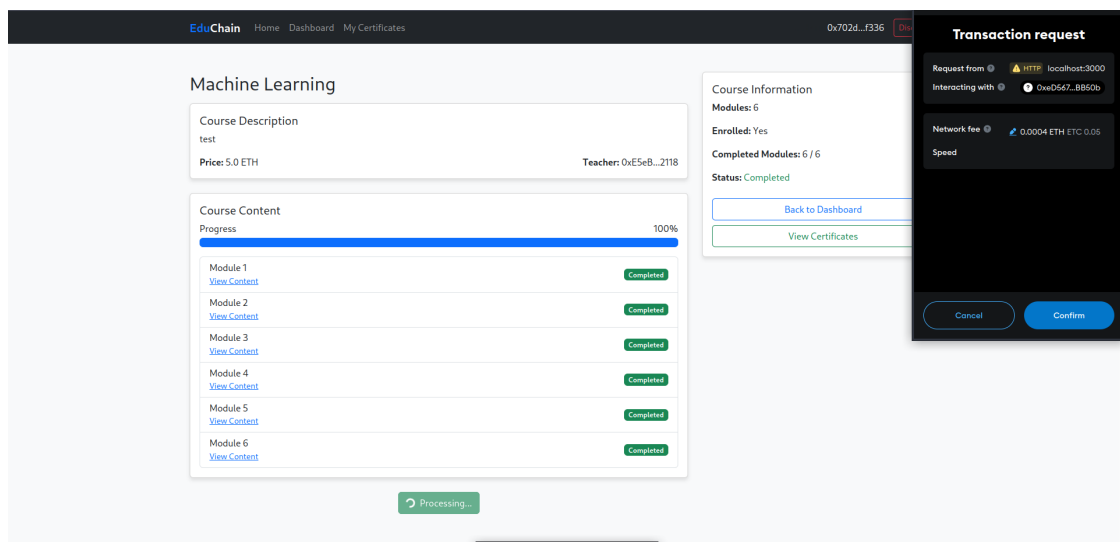 EduChain Home Dashboard My Certificates 0x702d...f336
Machine Learning
Course Description
test
Price: 5.0 ETH Teacher: 0xE5eB...2118
Course Content
Progress 100%
Module 1
View Content Completed
Module 2
View Content Completed
Module 3
View Content Completed
Module 4
View Content Completed
Module 5
View Content Completed
Module 6
View Content Completed
Processing...
Course Information
Modules: 6
Enrolled: Yes
Completed Modules: 6 / 6
Status: Completed
Back to Dashboard
View Certificates
Transaction request
Request from HTTP localhost:3000
Interacting with 0xeD567...BB50b
Network fee 0.0004 ETH ETC 0.05
Speed
Cancel Confirm